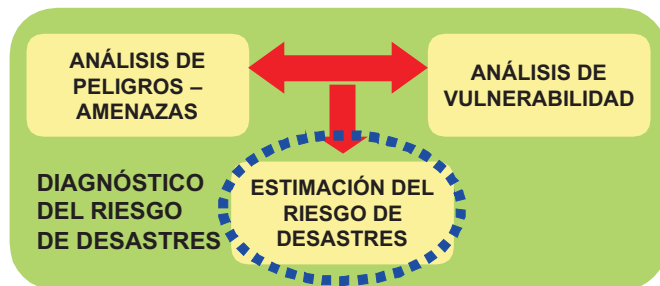 ANÁLISIS DE
PELIGROS –
AMENAZAS
ANÁLISIS DE
VULNERABILIDAD
DIAGNÓSTICO
DEL RIESGO
DE DESASTRES
ESTIMACIÓN DEL
RIESGO DE
DESASTRES